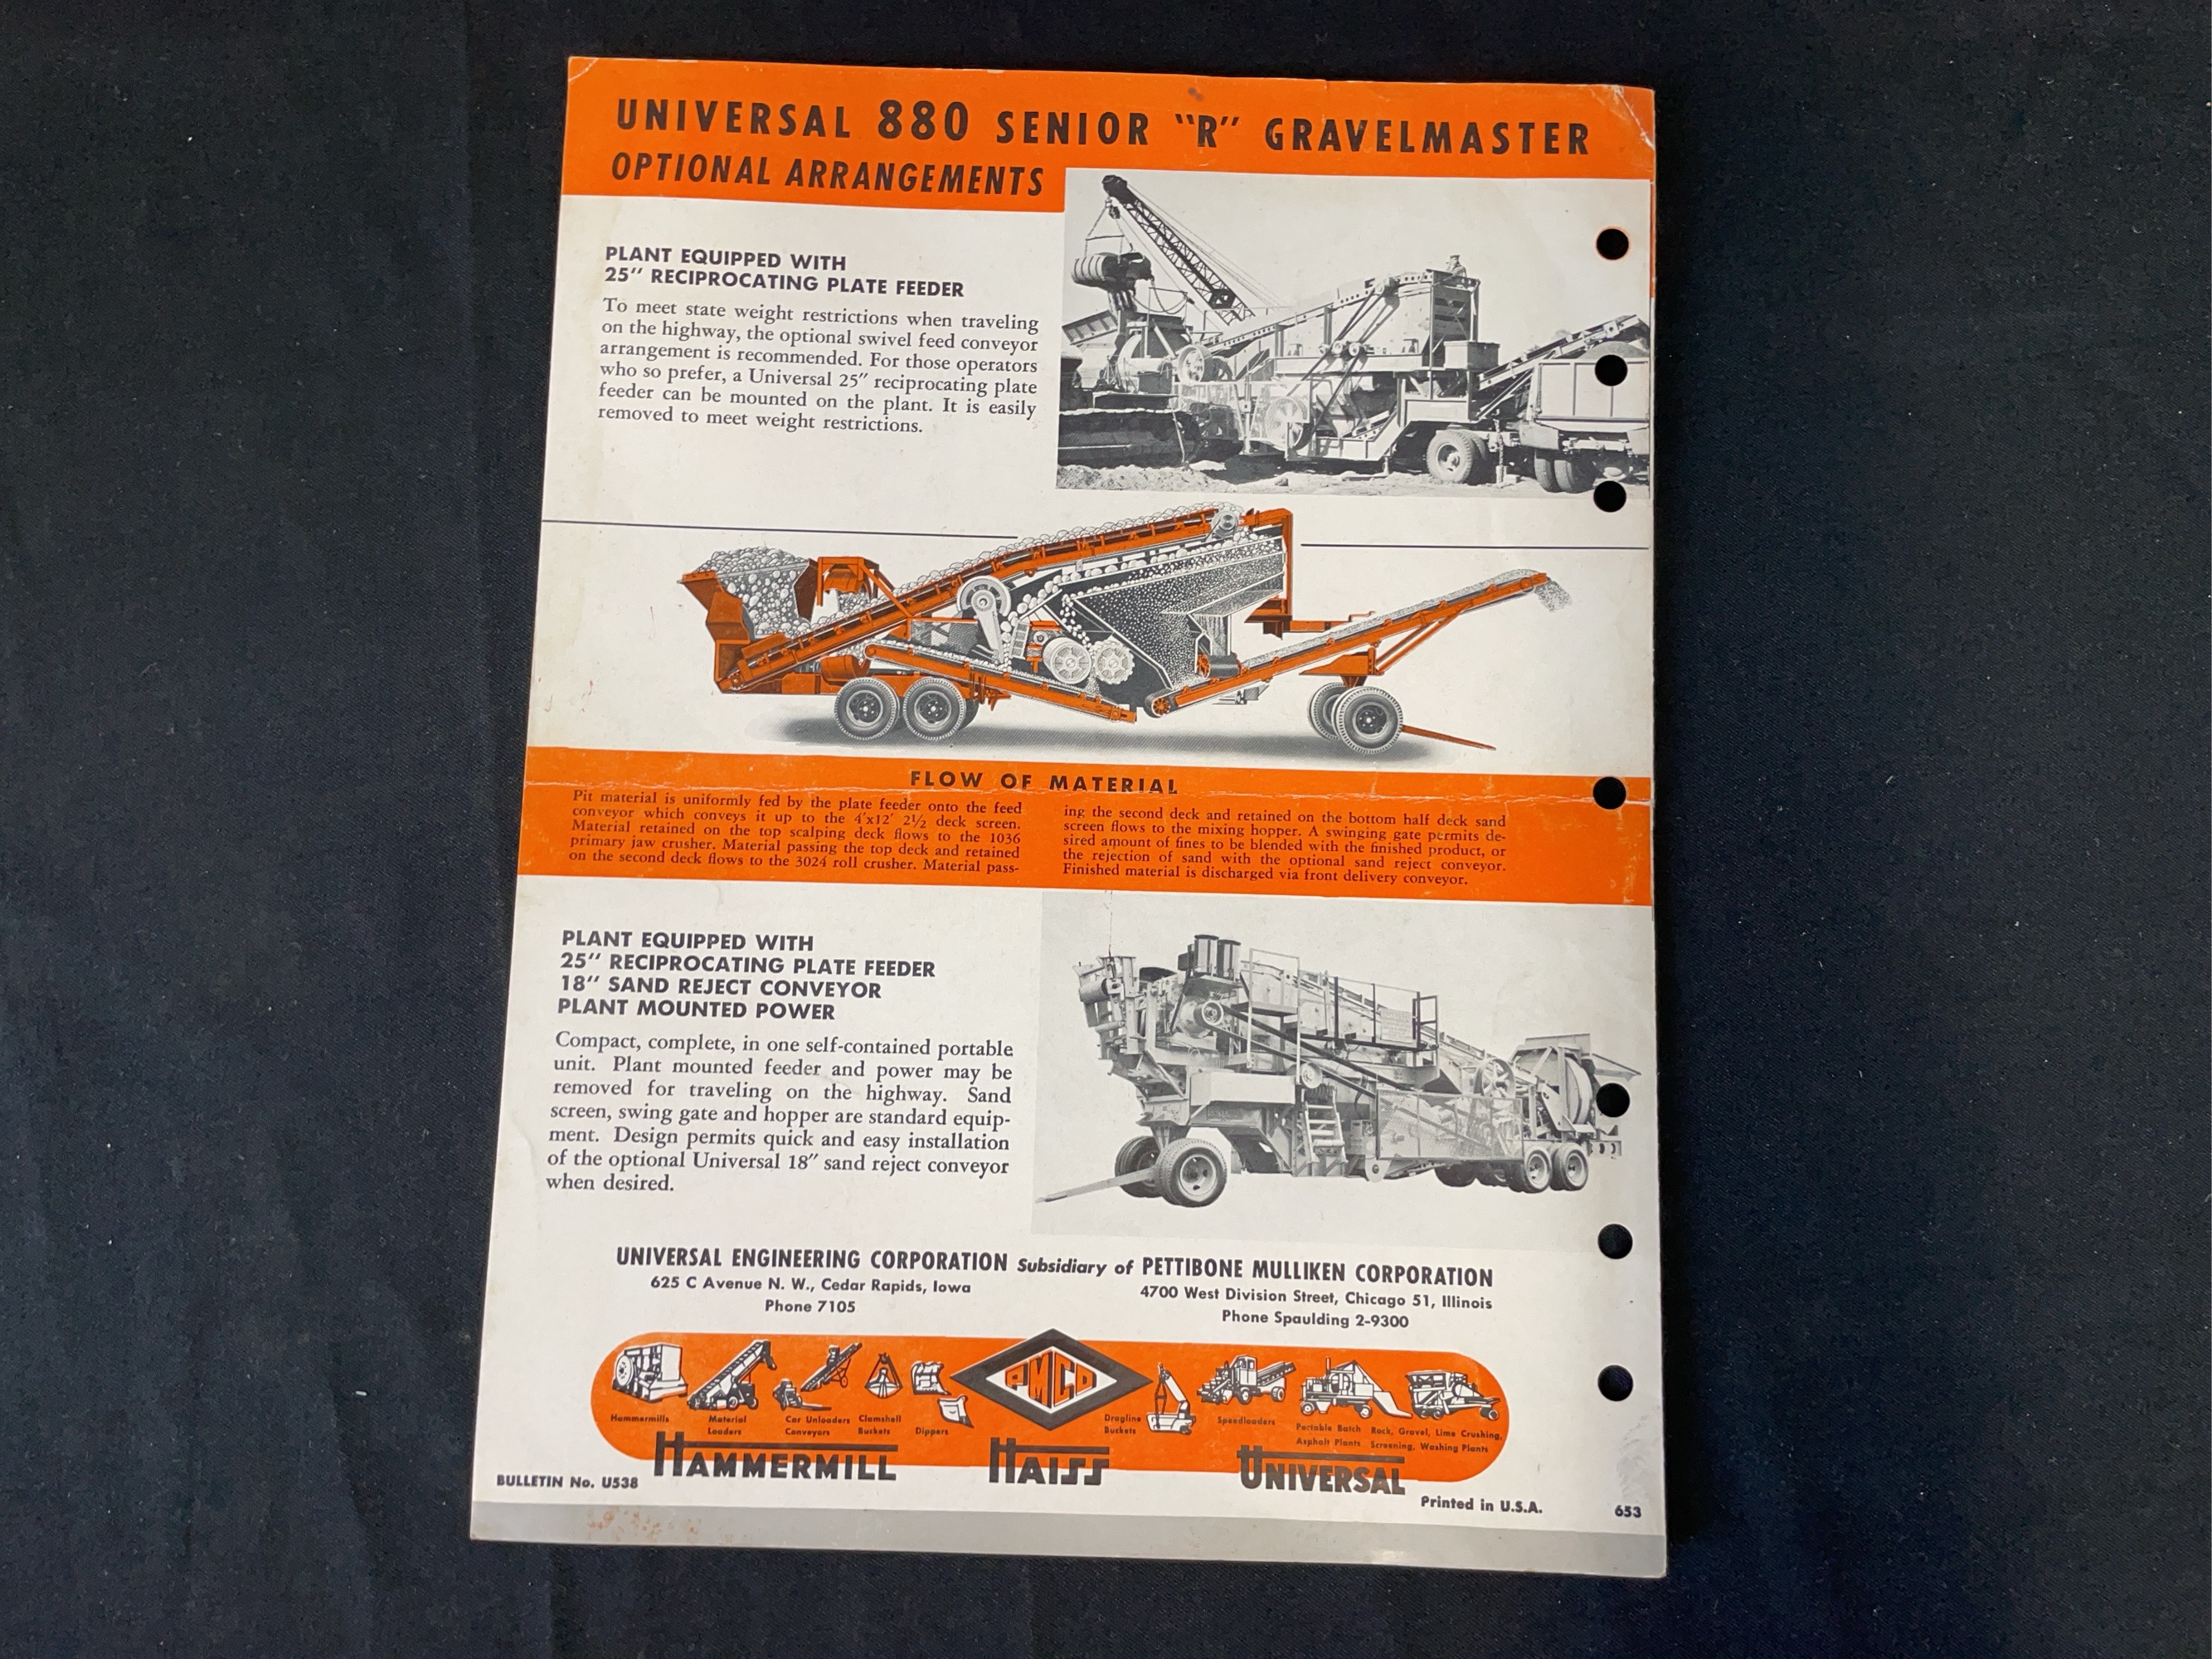 UNIVERSAL 880 SENIOR "R" GRAVELMASTER
OPTIONAL ARRANGEMENTS
PLANT EQUIPPED WITH
25" RECIPROCATING PLATE FEEDER
To meet state weight restrictions when traveling
on the highway, the optional swivel feed conveyor
arrangement is recommended. For those operators
who so prefer, a Universal 25" reciprocating plate
feeder can be mounted on the plant. It is easily
removed to meet weight restrictions.
FLOW OF MATERIAL
Pit material is uniformly fed by the plate feeder onto the feed
conveyor which conveys it up to the 4'x12' 2½ deck screen.
Material retained on the top scalping deck flows to the 1036
primary jaw crusher. Material passing the top deck and retained
on the second deck flows to the 3024 roll crusher. Material pass-
ing the second deck and retained on the bottom half deck sand
screen flows to the mixing hopper. A swinging gate permits de-
sired amount of fines to be blended with the finished product, or
the rejection of sand with the optional sand reject conveyor.
Finished material is discharged via front delivery conveyor.
PLANT EQUIPPED WITH
25" RECIPROCATING PLATE FEEDER
18" SAND REJECT CONVEYOR
PLANT MOUNTED POWER
Compact, complete, in one self-contained portable
unit. Plant mounted feeder and power may be
removed for traveling on the highway. Sand
screen, swing gate and hopper are standard equip-
ment. Design permits quick and easy installation
of the optional Universal 18" sand reject conveyor
when desired.
UNIVERSAL ENGINEERING CORPORATION Subsidiary of PETTIBONE MULLIKEN CORPORATION
625 C Avenue N. W., Cedar Rapids, Iowa
Phone 7105
4700 West Division Street, Chicago 51, Illinois
Phone Spaulding 2-9300
PMCO
Hammermills
Material
Loaders
Car Unloaders
Conveyors
Clamshell
Buckets
Dippers
Dragline
Buckets
Speedloaders
Portable Batch
Asphalt Plants
Rock, Gravel, Lime Crushing,
Screening, Washing Plants
HAMMERMILL
HAISS
UNIVERSAL
BULLETIN No. U538
Printed in U.S.A.
653